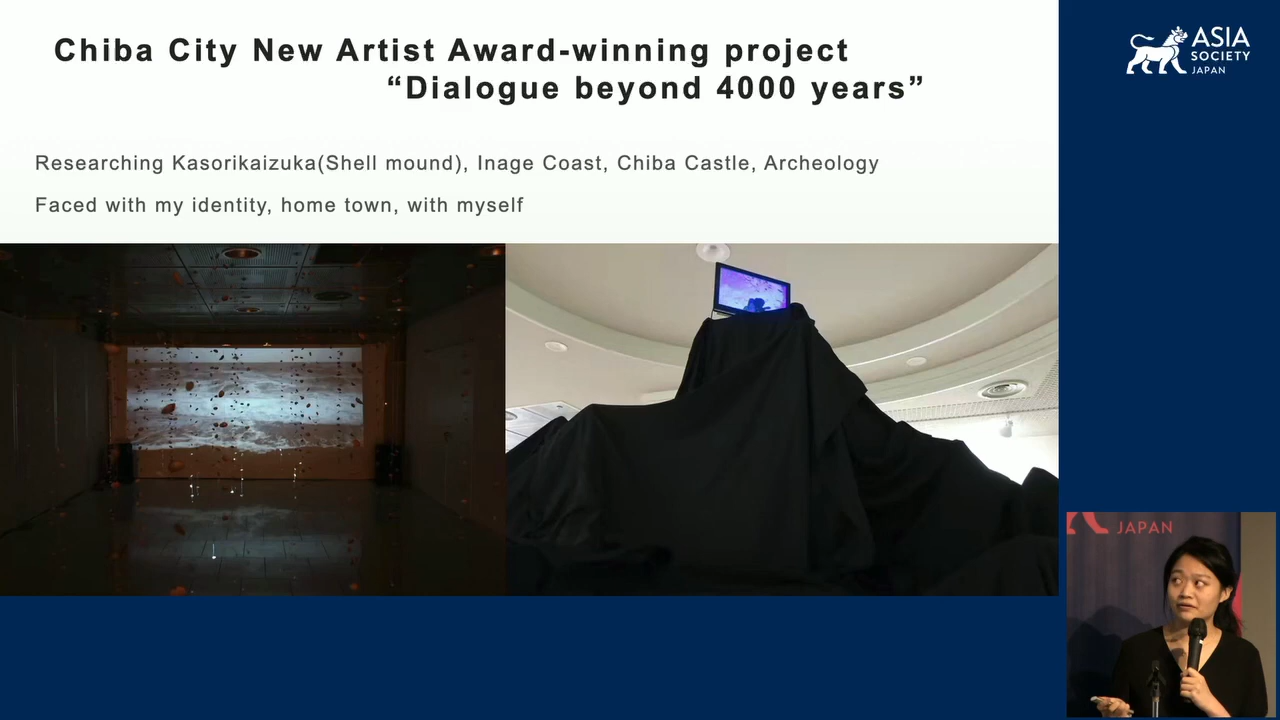 Chiba City New Artist Award-winning project
“Dialogue beyond 4000 years”
Researching Kasorikaizuka(Shell mound), Inage Coast, Chiba Castle, Archeology
Faced with my identity, home town, with myself
ASIA
SOCIETY
JAPAN
JAPAN